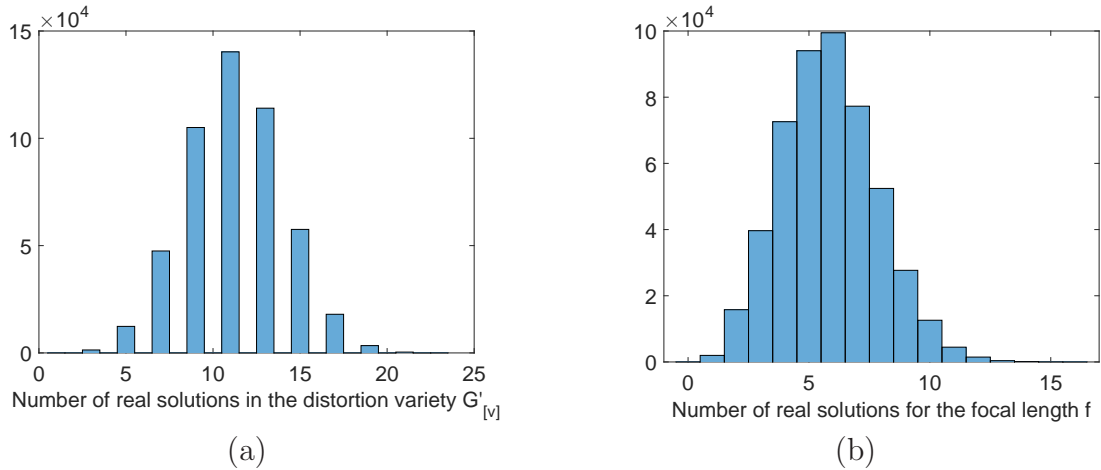 ×10⁴
15
10
5
0
0 5 10 15 20 25
Number of real solutions in the distortion variety G'[v]
(a)
×10⁴
10
8
6
4
2
0
0 5 10 15
Number of real solutions for the focal length f
(b)